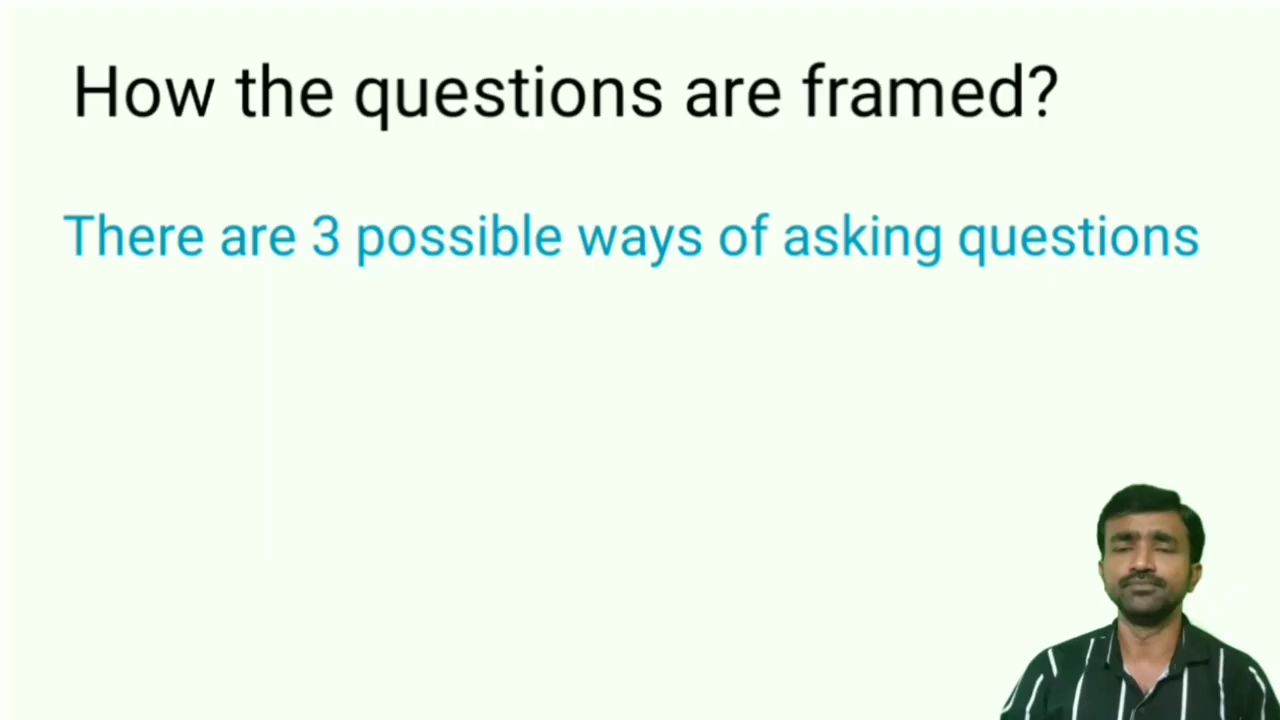 How the questions are framed?
There are 3 possible ways of asking questions